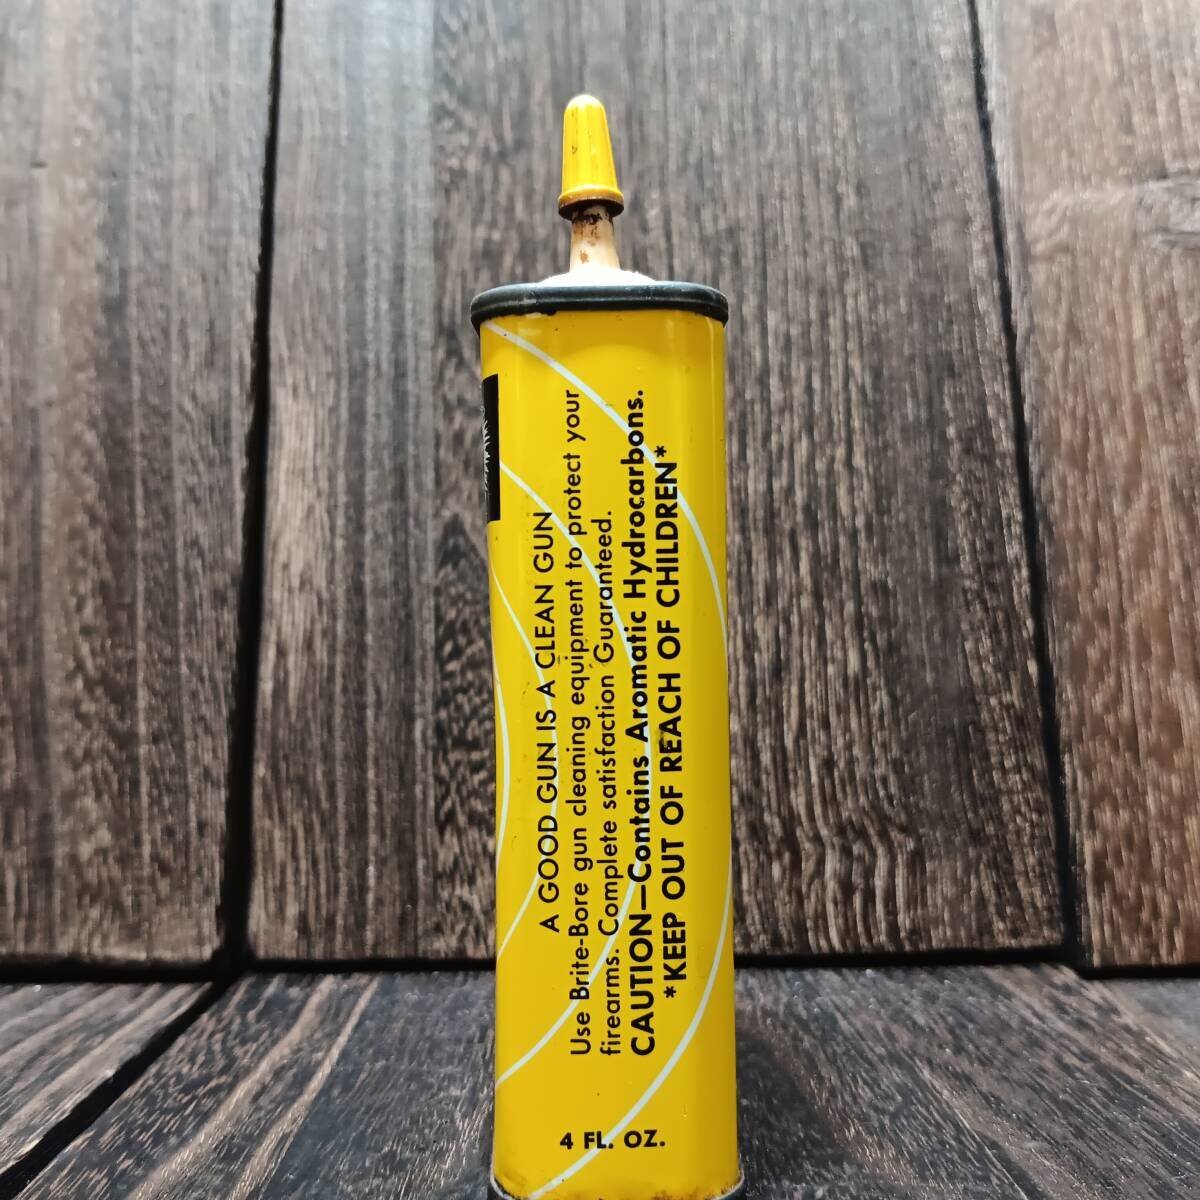 A GOOD GUN IS A CLEAN GUN
Use Brite-Bore gun cleaning equipment to protect your
firearms. Complete satisfaction Guaranteed.
CAUTION—Contains Aromatic Hydrocarbons.
*KEEP OUT OF REACH OF CHILDREN*
4 FL. OZ.